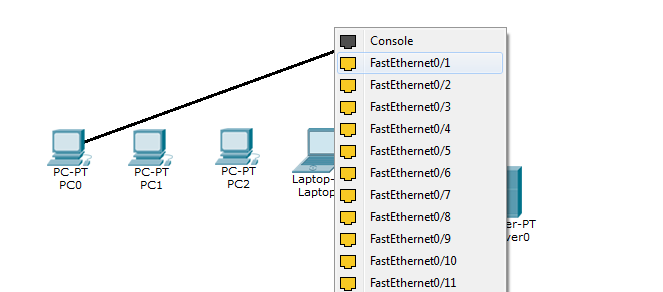 Console
FastEthernet0/1
FastEthernet0/2
FastEthernet0/3
FastEthernet0/4
FastEthernet0/5
FastEthernet0/6
FastEthernet0/7
FastEthernet0/8
FastEthernet0/9
FastEthernet0/10
FastEthernet0/11
PC-PT
PC0
PC-PT
PC1
PC-PT
PC2
Laptop-
Laptop
er-PT
ver0